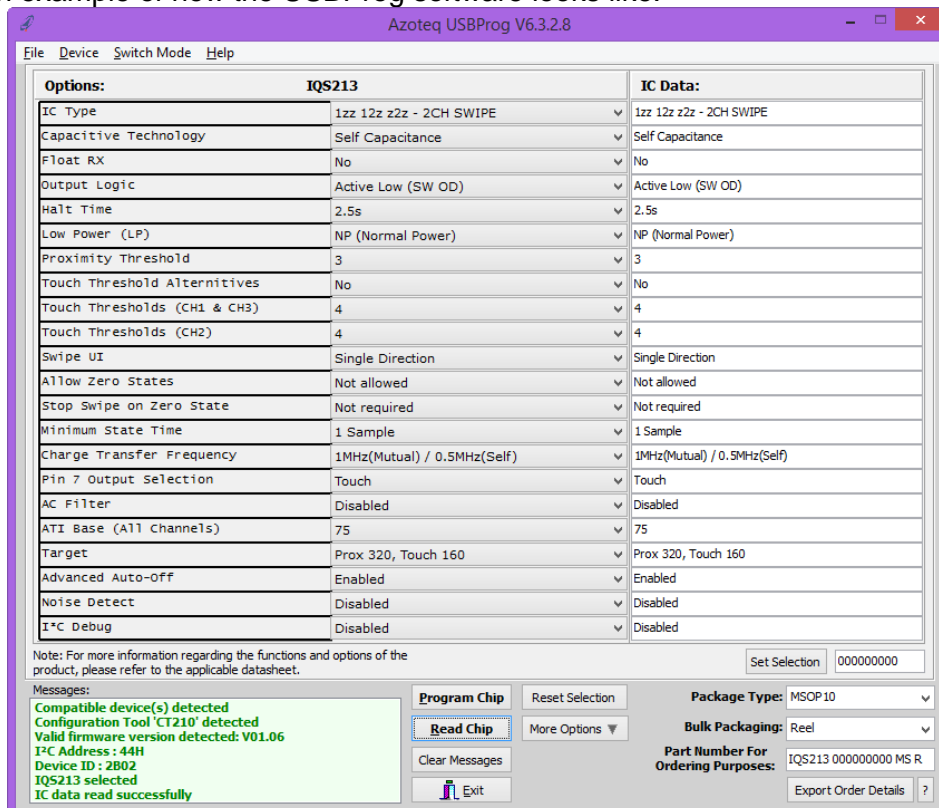 example of how the USBProg software looks like.
Azoteq USBProg V6.3.2.8
File Device Switch Mode Help
Options: IQS213 IC Data:
IC Type 1zz 12z z2z - 2CH SWIPE 1zz 12z z2z - 2CH SWIPE
Capacitive Technology Self Capacitance Self Capacitance
Float RX No No
Output Logic Active Low (SW OD) Active Low (SW OD)
Halt Time 2.5s 2.5s
Low Power (LP) NP (Normal Power) NP (Normal Power)
Proximity Threshold 3 3
Touch Threshold Alternitives No No
Touch Thresholds (CH1 & CH3) 4 4
Touch Thresholds (CH2) 4 4
Swipe UI Single Direction Single Direction
Allow Zero States Not allowed Not allowed
Stop Swipe on Zero State Not required Not required
Minimum State Time 1 Sample 1 Sample
Charge Transfer Frequency 1MHz(Mutual) / 0.5MHz(Self) 1MHz(Mutual) / 0.5MHz(Self)
Pin 7 Output Selection Touch Touch
AC Filter Disabled Disabled
ATI Base (All Channels) 75 75
Target Prox 320, Touch 160 Prox 320, Touch 160
Advanced Auto-Off Enabled Enabled
Noise Detect Disabled Disabled
I²C Debug Disabled Disabled
Note: For more information regarding the functions and options of the
product, please refer to the applicable datasheet.
Set Selection 000000000
Messages:
Compatible device(s) detected
Configuration Tool 'CT210' detected
Valid firmware version detected: V01.06
I²C Address : 44H
Device ID : 2B02
IQS213 selected
IC data read successfully
Program Chip Reset Selection
Read Chip More Options ▼
Clear Messages
Exit
Package Type: MSOP10
Bulk Packaging: Reel
Part Number For
Ordering Purposes: IQS213 000000000 MS R
Export Order Details ?